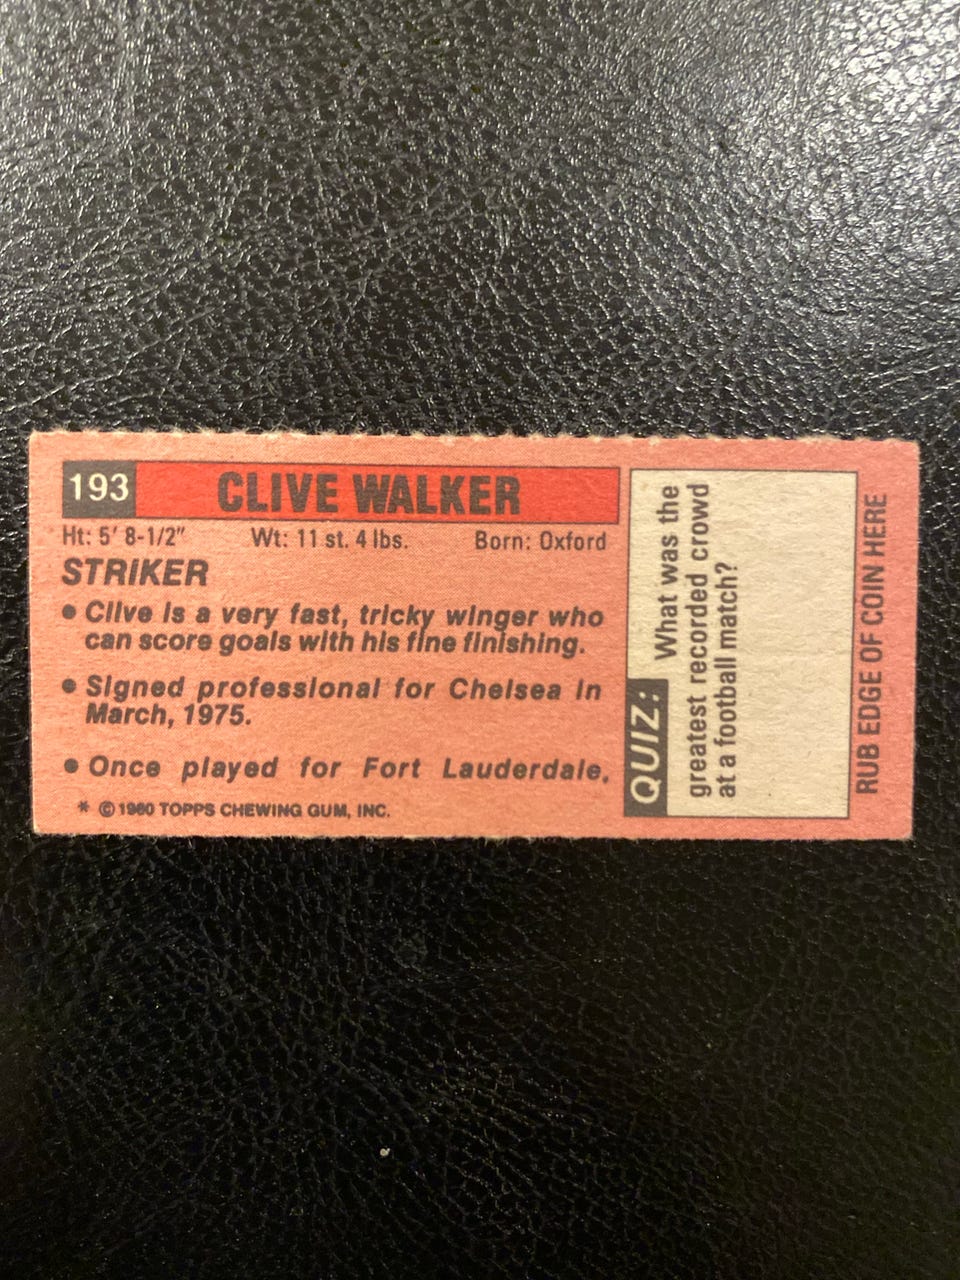 193 CLIVE WALKER
Ht: 5' 8-1/2" Wt: 11 st. 4 lbs. Born: Oxford
STRIKER
• Clive is a very fast, tricky winger who
can score goals with his fine finishing.
• Signed professional for Chelsea in
March, 1975.
• Once played for Fort Lauderdale.
* © 1980 TOPPS CHEWING GUM, INC.
QUIZ: What was the
greatest recorded crowd
at a football match?
RUB EDGE OF COIN HERE